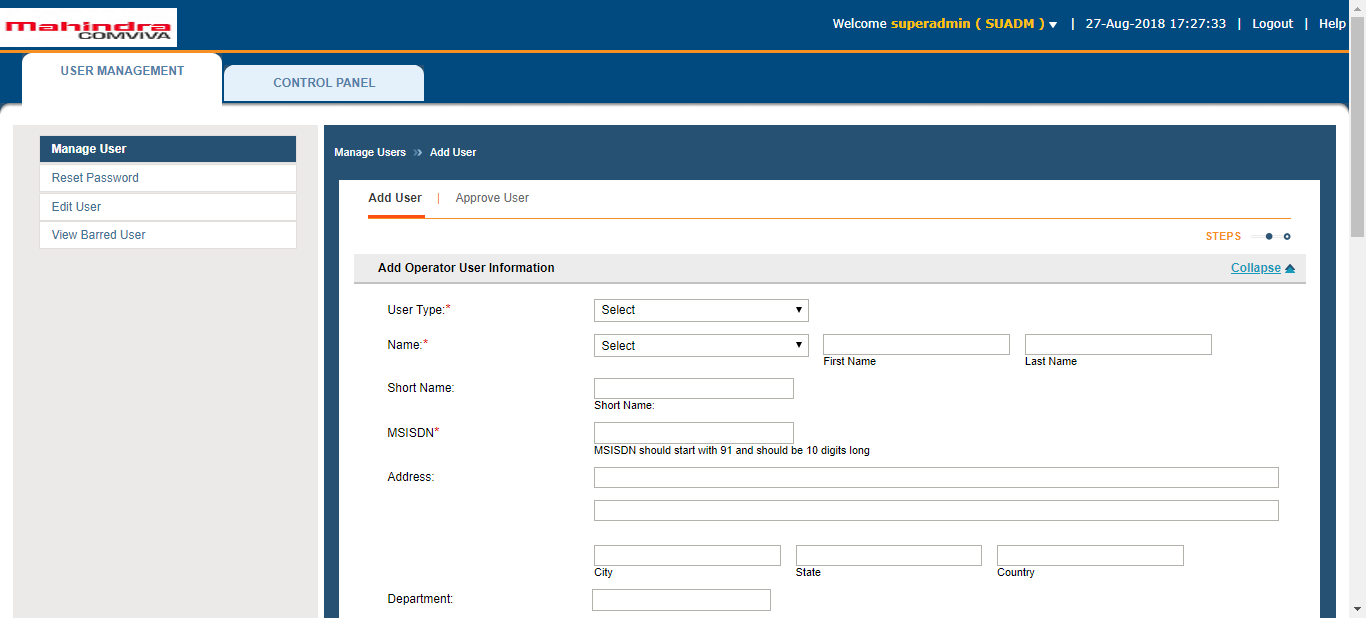 mahindra
COMVIVA
Welcome superadmin ( SUADM ) | 27-Aug-2018 17:27:33 | Logout | Help
USER MANAGEMENT
CONTROL PANEL
Manage User
Reset Password
Edit User
View Barred User
Manage Users » Add User
Add User | Approve User
STEPS
Add Operator User Information
Collapse
User Type:* Select
Name:* Select
First Name
Last Name
Short Name:
Short Name:
MSISDN*
MSISDN should start with 91 and should be 10 digits long
Address:
City
State
Country
Department: